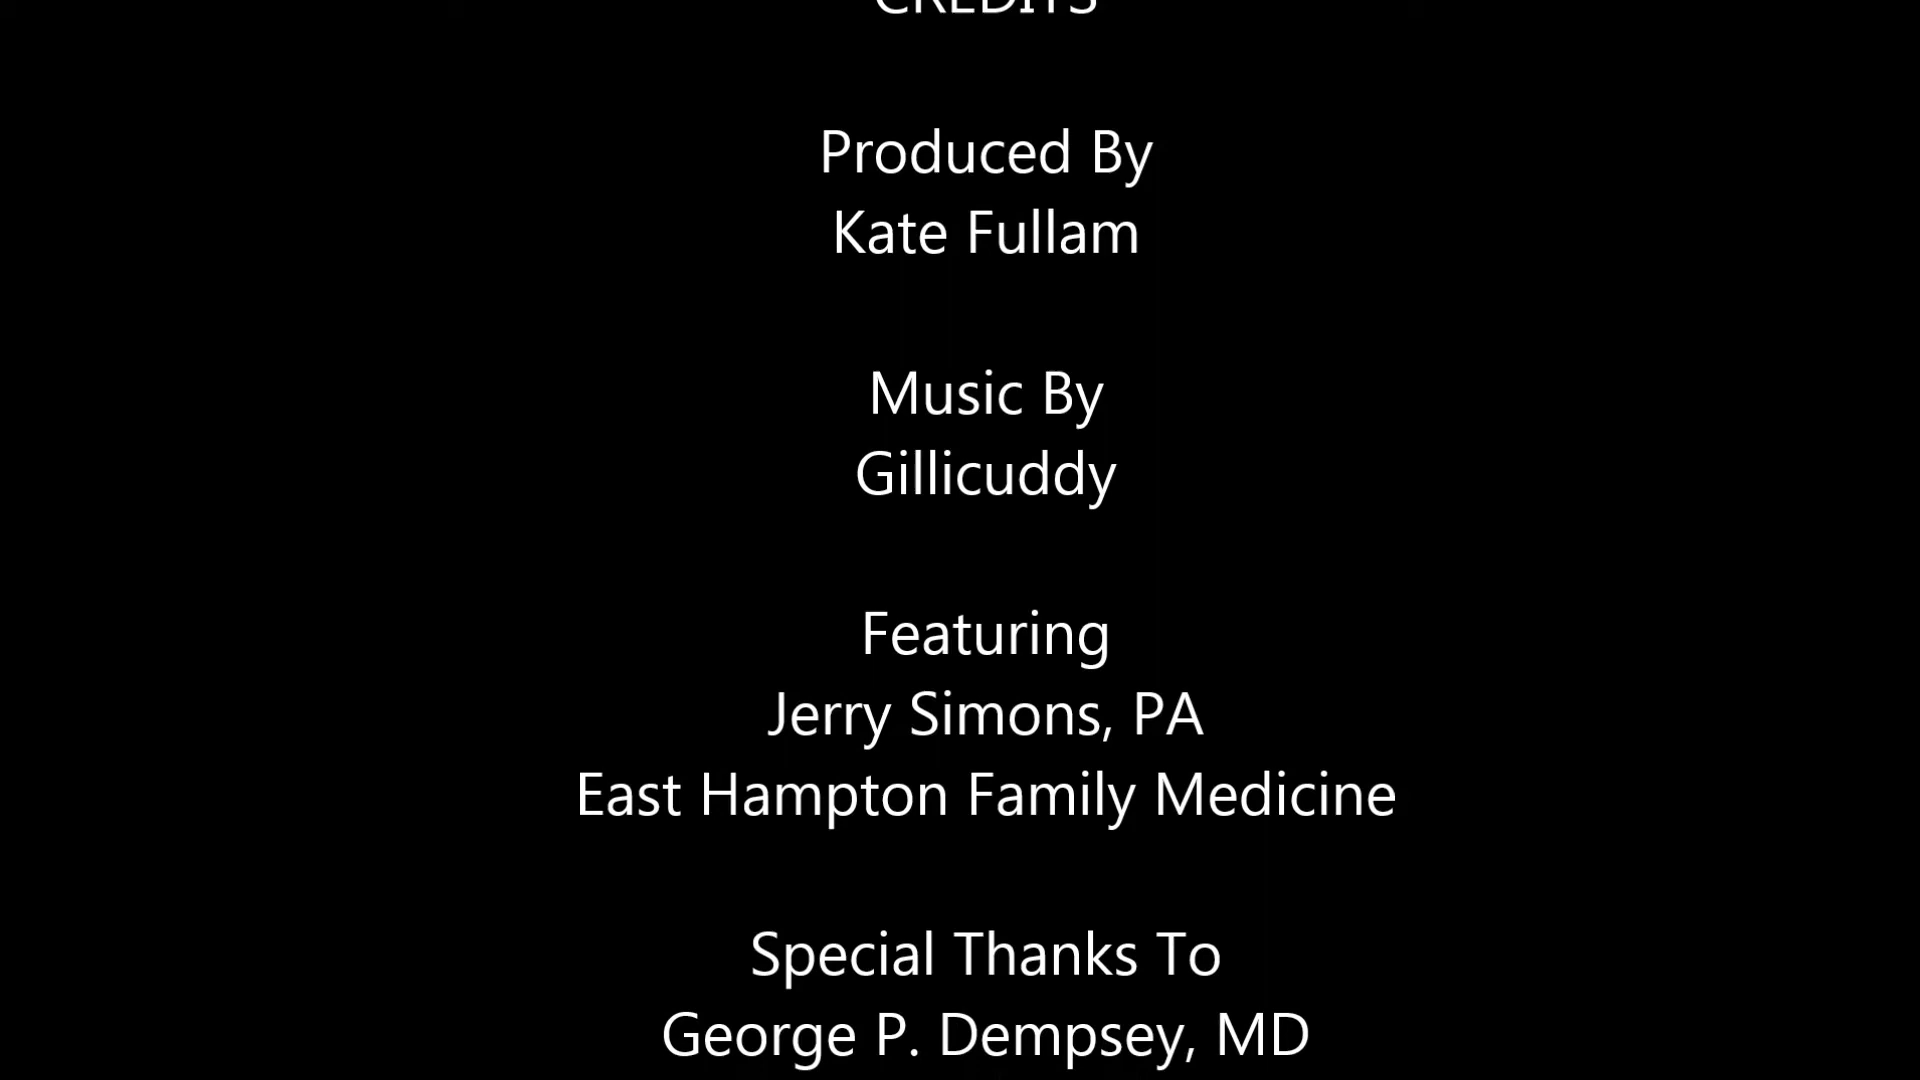 CREDITS
Produced By
Kate Fullam
Music By
Gillicuddy
Featuring
Jerry Simons, PA
East Hampton Family Medicine
Special Thanks To
George P. Dempsey, MD